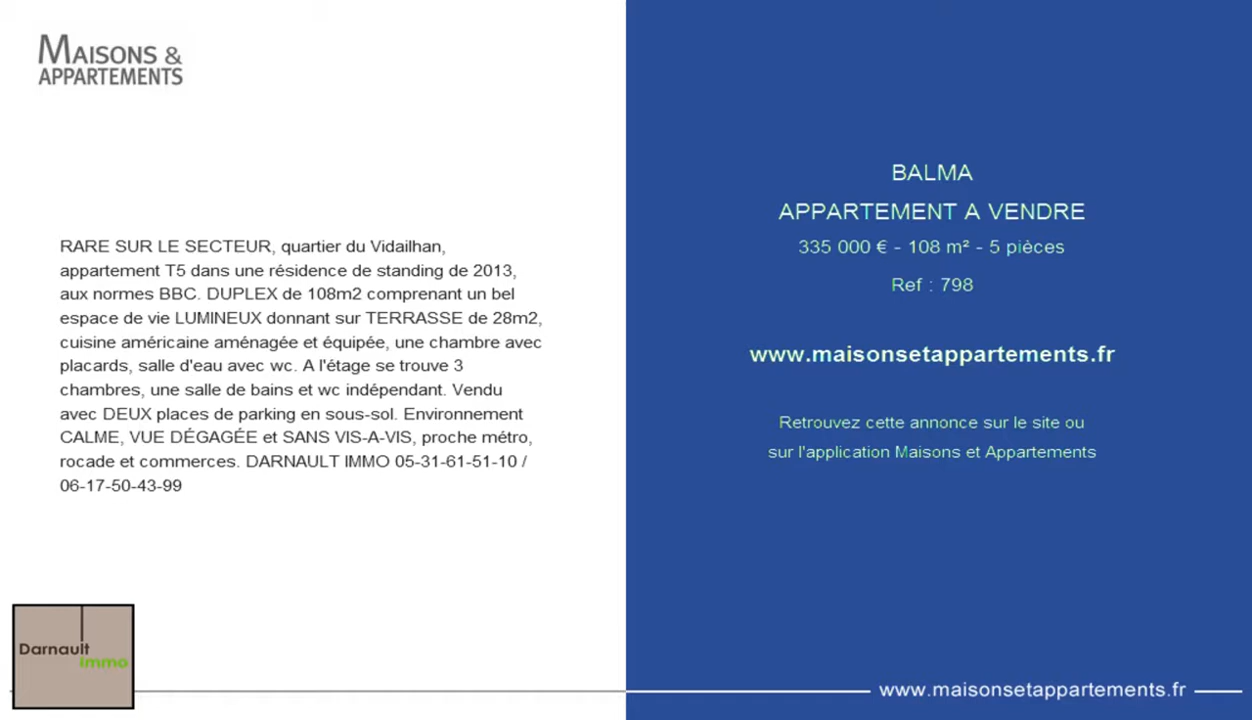 MAISONS &
APPARTEMENTS
RARE SUR LE SECTEUR, quartier du Vidailhan,
appartement T5 dans une résidence de standing de 2013,
aux normes BBC. DUPLEX de 108m2 comprenant un bel
espace de vie LUMINEUX donnant sur TERRASSE de 28m2,
cuisine américaine aménagée et équipée, une chambre avec
placards, salle d'eau avec wc. A l'étage se trouve 3
chambres, une salle de bains et wc indépendant. Vendu
avec DEUX places de parking en sous-sol. Environnement
CALME, VUE DÉGAGÉE et SANS VIS-A-VIS, proche métro,
rocade et commerces. DARNAULT IMMO 05-31-61-51-10 /
06-17-50-43-99
Darnault
Immo
BALMA
APPARTEMENT A VENDRE
335 000 € - 108 m² - 5 pièces
Ref : 798
www.maisonsetappartements.fr
Retrouvez cette annonce sur le site ou
sur l'application Maisons et Appartements
www.maisonsetappartements.fr